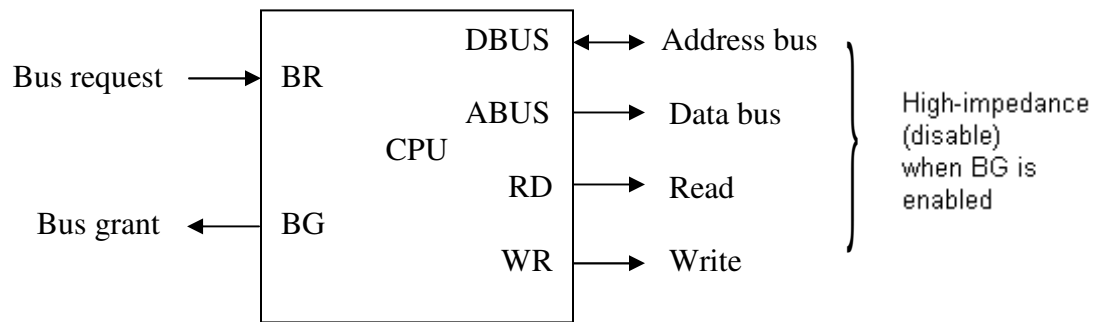 DBUS Address bus
Bus request BR
ABUS Data bus
CPU
RD Read
Bus grant BG
WR Write
High-impedance
(disable)
when BG is
enabled